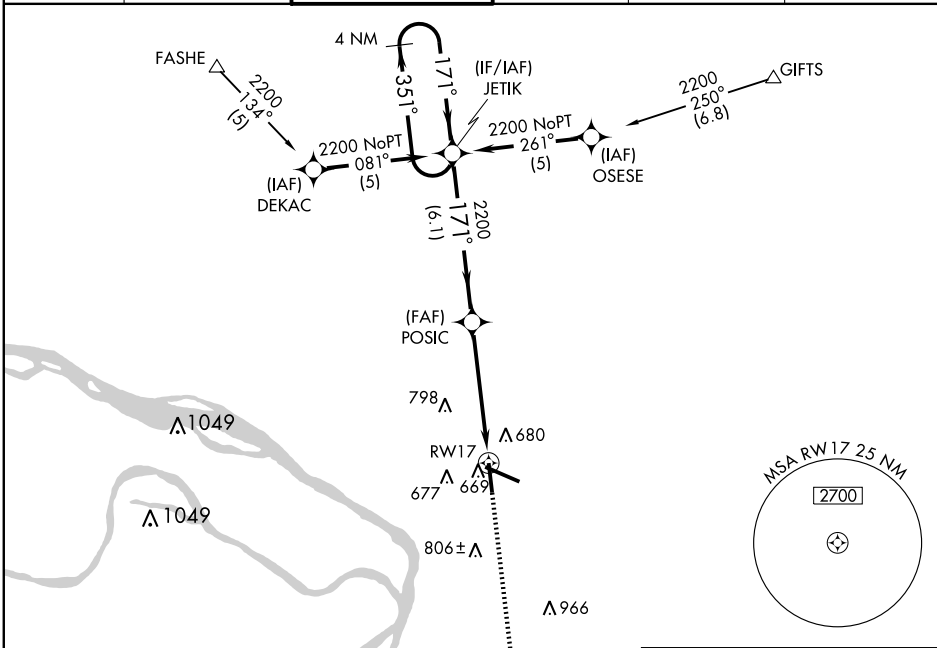 4 NM
FASHE
(IF/IAF)
JETIK
GIFTS
2200
134°
(5)
351°
171°
2200
250°
(6.8)
2200 NoPT
081°
(5)
2200 NoPT
261°
(5)
(IAF)
DEKAC
(IAF)
OSESE
2200
171°
(6.1)
(FAF)
POSIC
798
1049
680
RW17
677
669
1049
806±
966
MSA RW17 25 NM
2700